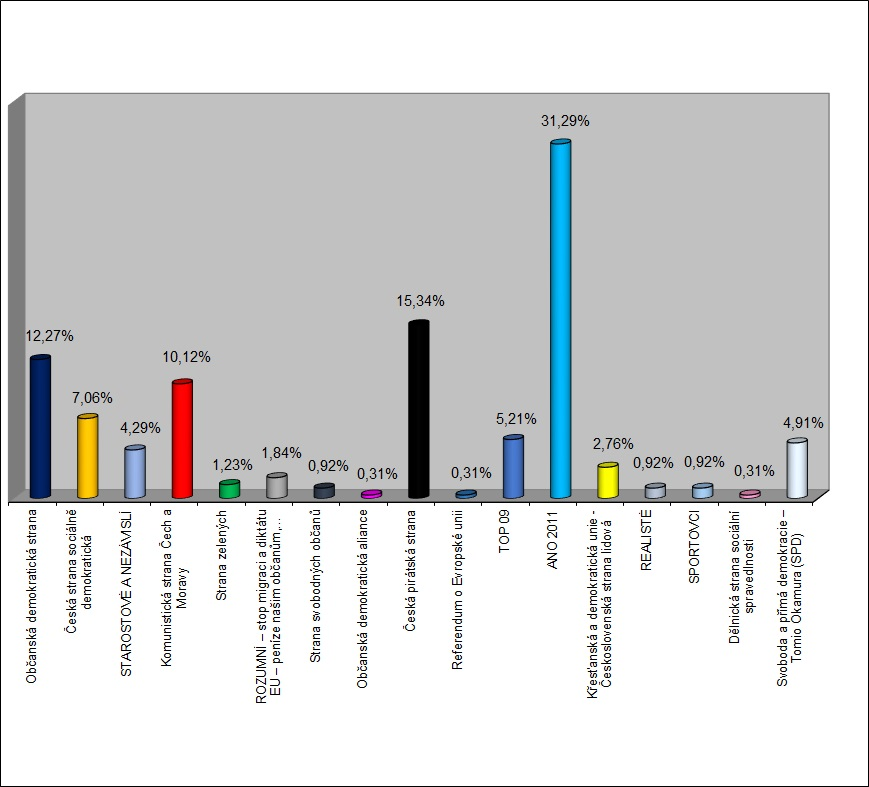 31,29%
15,34%
12,27%
10,12%
7,06%
4,29%
1,23%
1,84%
0,92%
0,31%
0,31%
5,21%
2,76%
0,92%
0,92%
0,31%
4,91%
Občanská demokratická strana
Česká strana sociálně
demokratická
STAROSTOVÉ A NEZÁVISLÍ
Komunistická strana Čech a
Moravy
Strana zelených
ROZUMNÍ – stop migraci a diktátu
EU – peníze našim občanům,...
Strana svobodných občanů
Občanská demokratická aliance
Česká pirátská strana
Referendum o Evropské unii
TOP 09
ANO 2011
Křesťanská a demokratická unie -
Československá strana lidová
REALISTÉ
SPORTOVCI
Dělnická strana sociální
spravedlnosti
Svoboda a přímá demokracie –
Tomio Okamura (SPD)